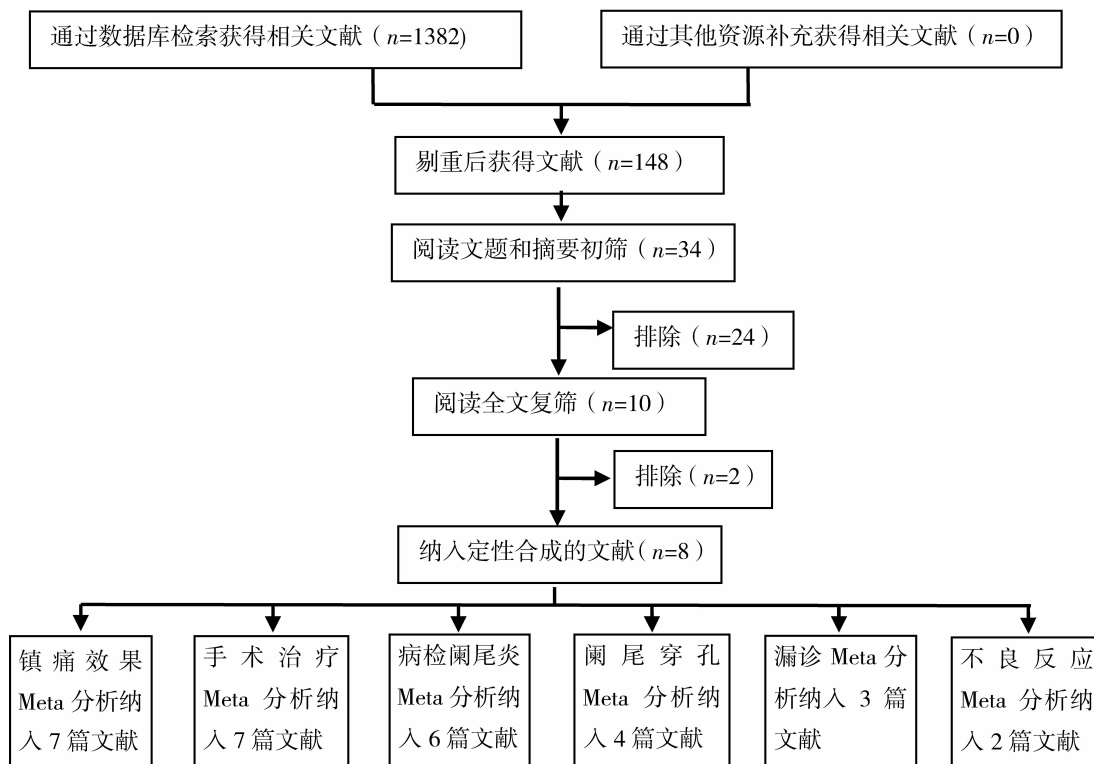 通过数据库检索获得相关文献（n=1382)
通过其他资源补充获得相关文献（n=0）
剔重后获得文献（n=148）
阅读文题和摘要初筛（n=34）
排除（n=24）
阅读全文复筛（n=10）
排除（n=2）
纳入定性合成的文献（n=8）
镇痛效果
Meta 分析纳
入 7 篇文献
手术治疗
Meta 分析纳
入 7 篇文献
病检阑尾炎
Meta 分析纳
入 6 篇文献
阑尾穿孔
Meta 分析纳
入 4 篇文献
漏诊 Meta 分
析纳入 3 篇
文献
不良反应
Meta 分析纳
入 2 篇文献